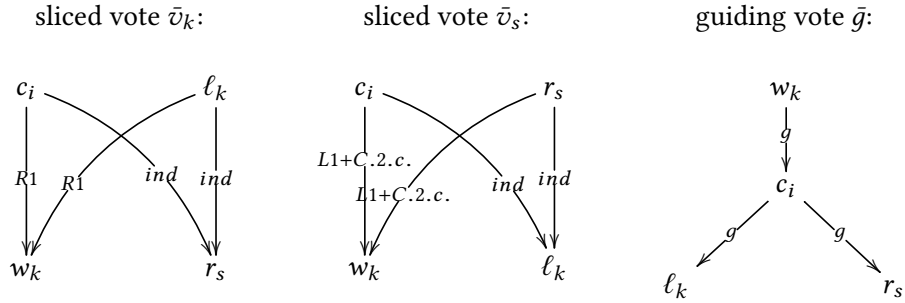 sliced vote v̄ₖ: sliced vote v̄ₛ: guiding vote ḡ:
cᵢ ℓₖ cᵢ rₛ wₖ
g
L1+C.2.c.
R1 R1 ind ind ind ind cᵢ
L1+C.2.c.
g g
wₖ rₛ wₖ ℓₖ
ℓₖ rₛ